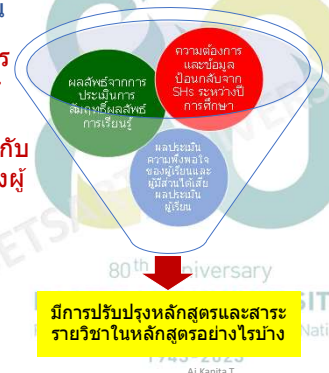 น
ร
กับ
งผู้
ความต้องการ
และข้อมูล
ป้อนกลับจาก
SHs ระหว่างปี
การศึกษา
ผลลัพธ์จากการ
ประเมินการ
สัมฤทธิ์ผลลัพธ์
การเรียนรู้
ผลประเมิน
ความพึงพอใจ
ของผู้เรียนและ
ผู้มีส่วนได้เสีย
ผลประเมิน
ผู้เรียน
80th
iversary
มีการปรับปรุงหลักสูตรและสาระ
รายวิชาในหลักสูตรอย่างไรบ้าง
SIT
Nati
Aj.Kanita T.